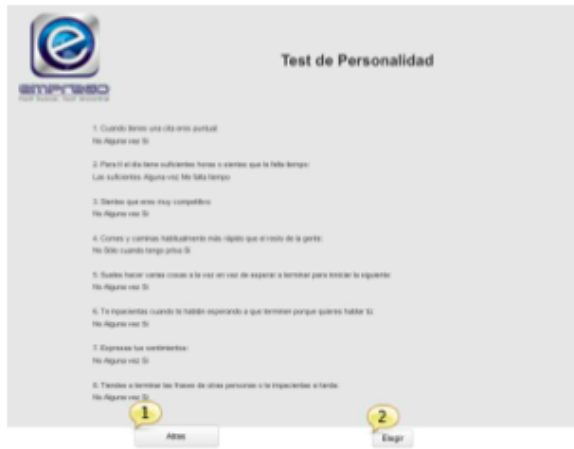 empreGO
Test de Personalidad
1. Cuando tienes una cita eres puntual:
No Alguna vez Si
2. Para ti el día tiene suficientes horas o sientes que te falta tiempo:
Las suficientes Alguna vez Me falta tiempo
3. Sientes que eres muy competitivo:
No Alguna vez Si
4. Corres y caminas habitualmente más rápido que el resto de la gente:
No Sólo cuando tengo prisa Si
5. Sueles hacer varias cosas a la vez en vez de esperar a terminar para iniciar la siguiente:
No Alguna vez Si
6. Te impacientas cuando te hablan esperando a que terminen porque quieres hablar tú:
No Alguna vez Si
7. Expresas tus sentimientos:
No Alguna vez Si
8. Tiendes a terminar las frases de otras personas o te impacientas
No Alguna vez Si
1
2
Atras
Elegir